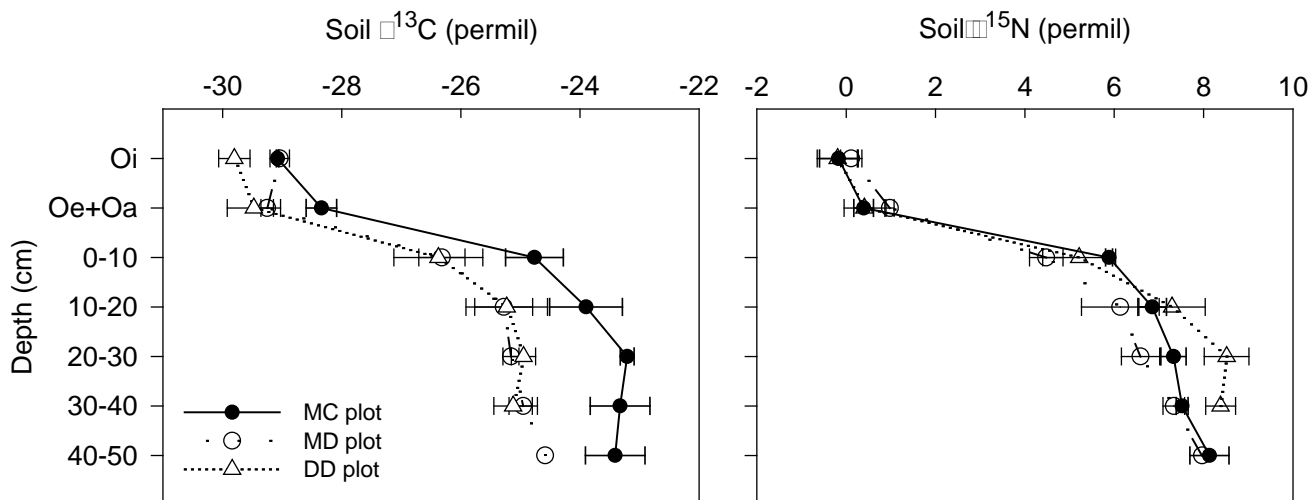 Soil □¹³C (permil)
Soil□□¹⁵N (permil)
-30 -28 -26 -24 -22
-2 0 2 4 6 8 10
Depth (cm)
Oi
Oe+Oa
0-10
10-20
20-30
30-40
40-50
MC plot
MD plot
DD plot